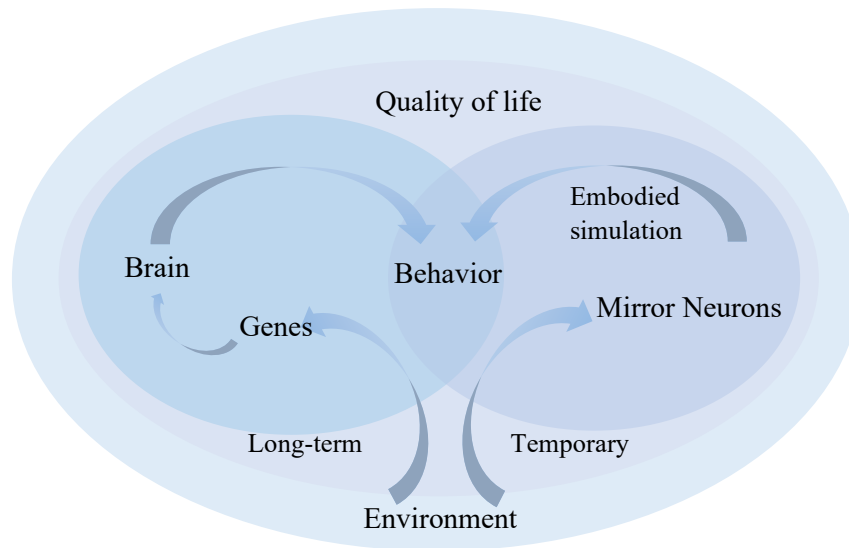 Quality of life
Embodied
simulation
Brain
Behavior
Mirror Neurons
Genes
Long-term
Temporary
Environment